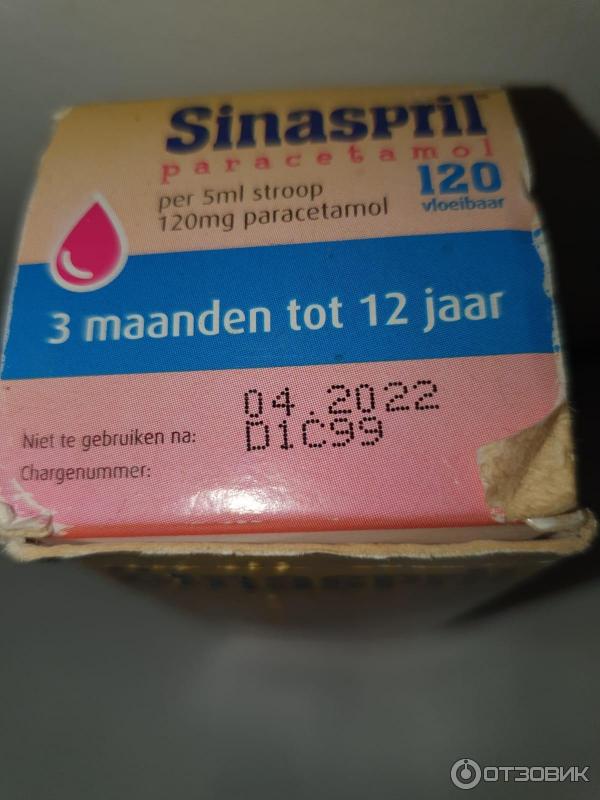 Sinaspril
paracetamol
120
per 5ml stroop
vloeibaar
120mg paracetamol
3 maanden tot 12 jaar
04.2022
Niet te gebruiken na:
D1C99
Chargenummer:
Sinaspril
ОТЗОВИК